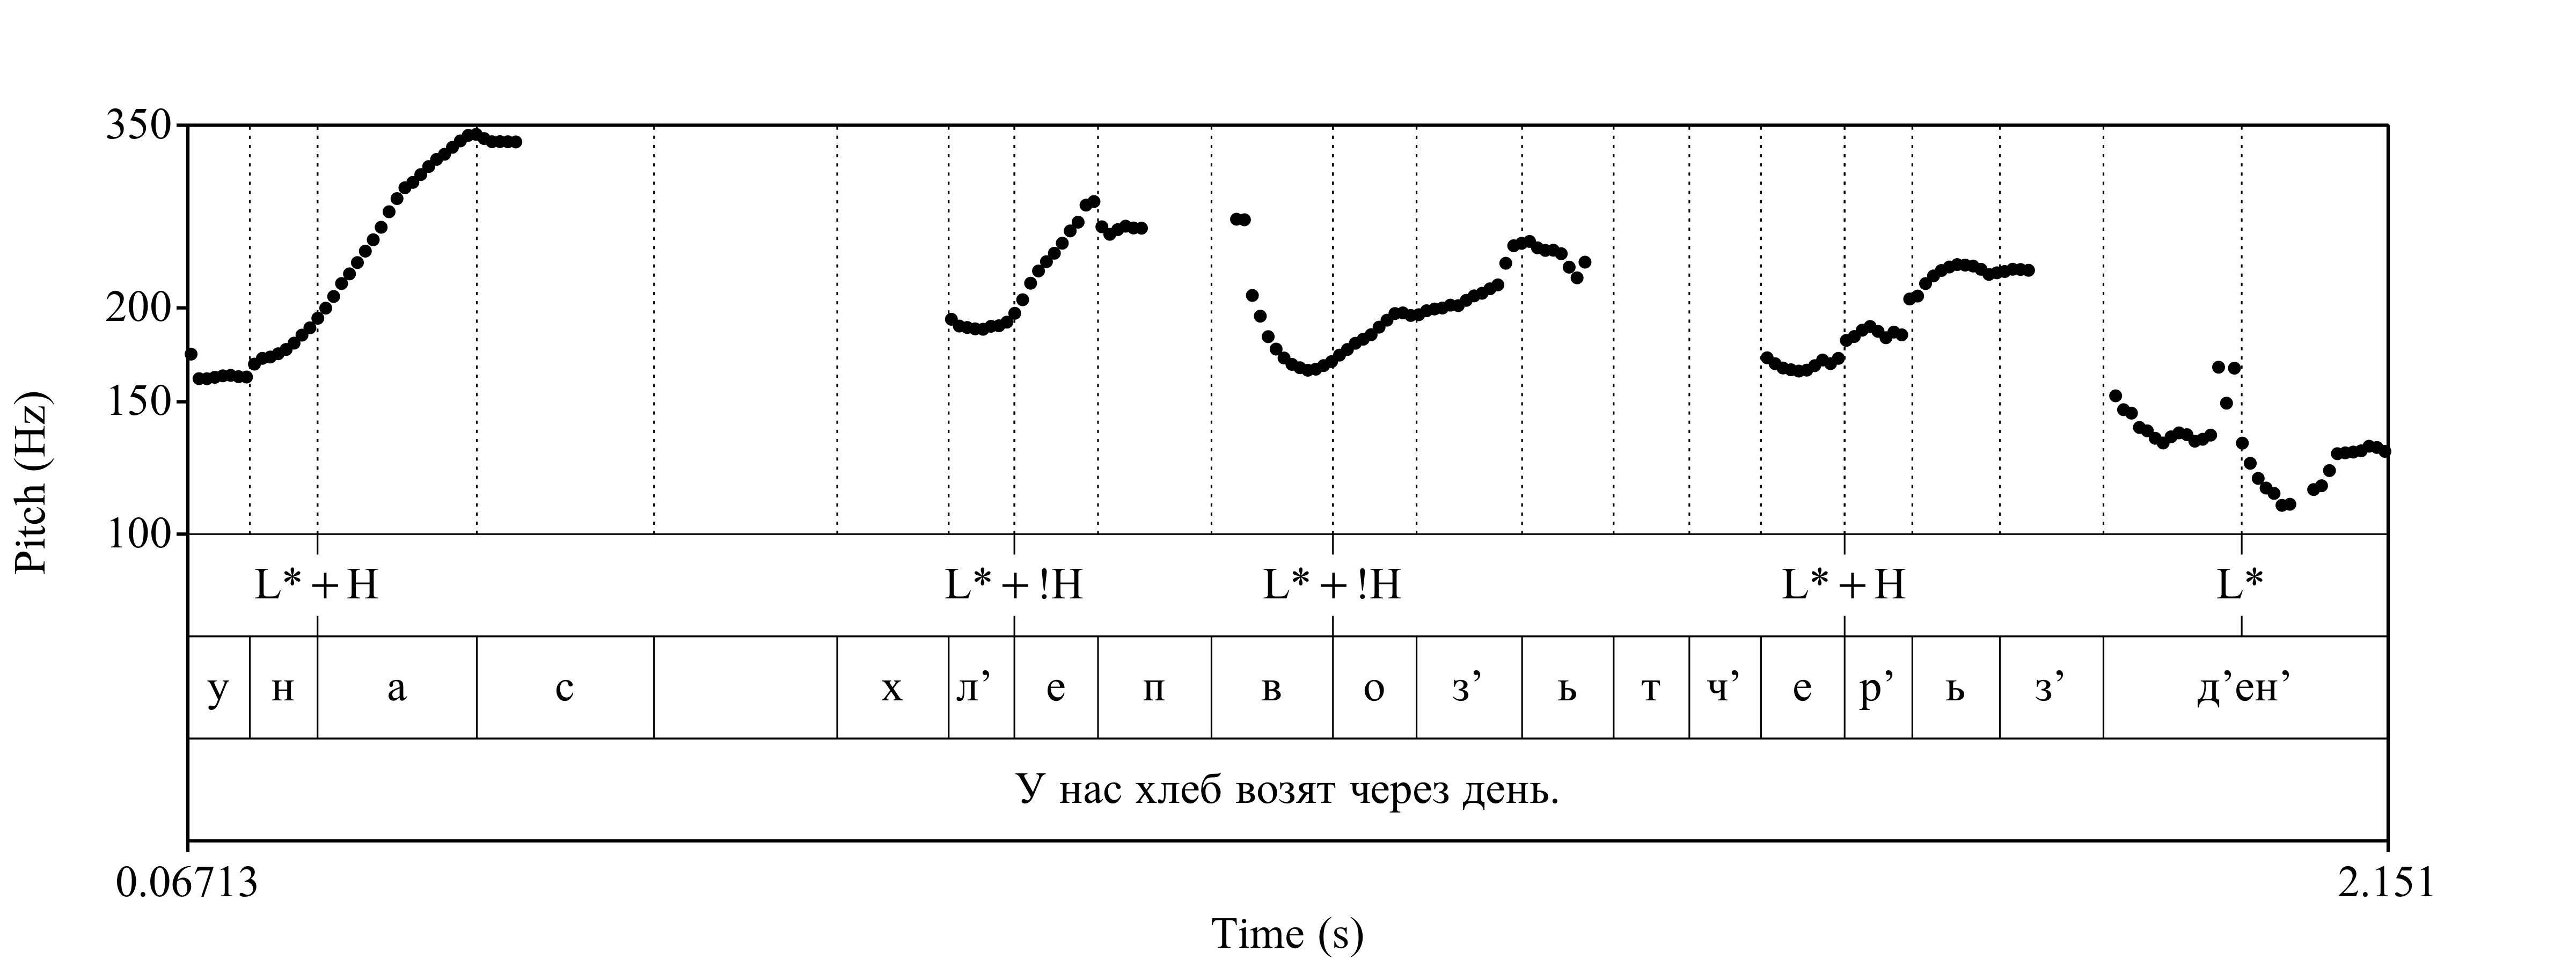 350
200
150
100
Pitch (Hz)
L* + H L* + !H L* + !H L* + H L*
у н а с х л’ е п в о з’ ь т ч’ е р’ ь з’ д’ен’
У нас хлеб возят через день.
0.06713 2.151
Time (s)